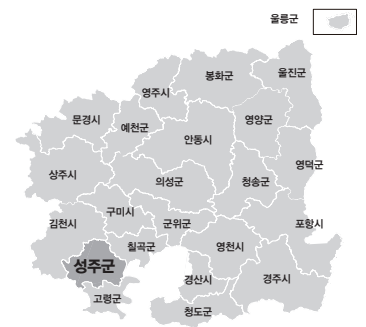 울릉군
봉화군
울진군
영주시
문경시
예천군
영양군
안동시
영덕군
상주시
의성군
청송군
구미시
김천시
군위군
포항시
칠곡군
영천시
성주군
경산시
경주시
고령군
청도군